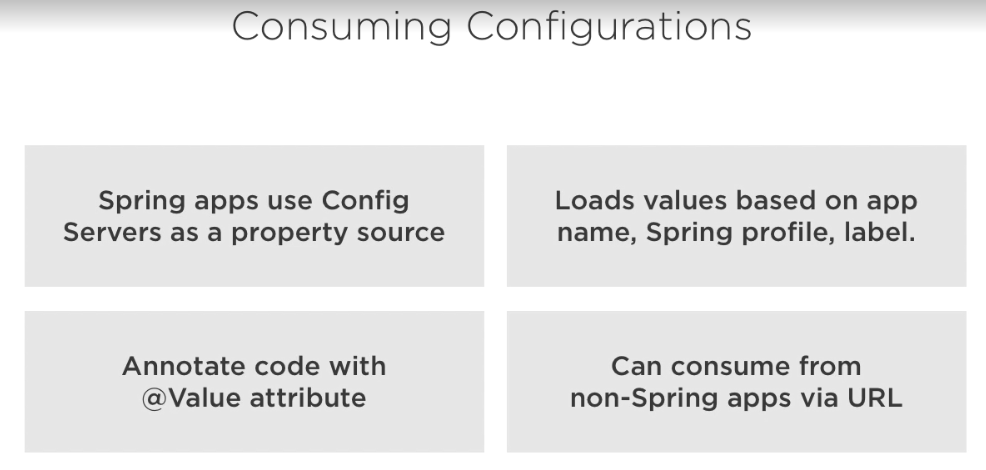 Consuming Configurations
Spring apps use Config
Servers as a property source
Loads values based on app
name, Spring profile, label.
Annotate code with
@Value attribute
Can consume from
non-Spring apps via URL